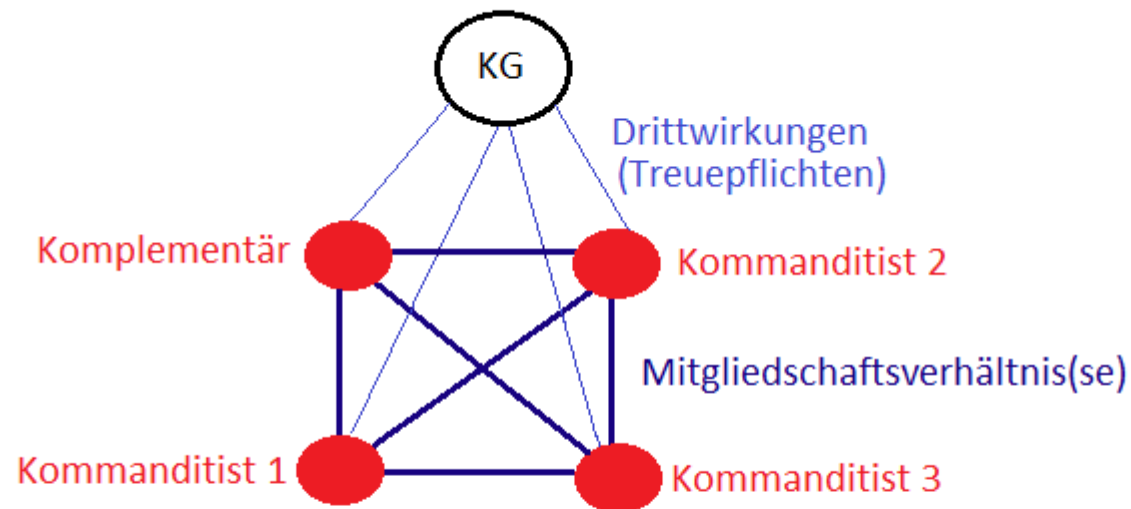 KG
Drittwirkungen
(Treuepflichten)
Komplementär
Kommanditist 2
Mitgliedschaftsverhältnis(se)
Kommanditist 1
Kommanditist 3